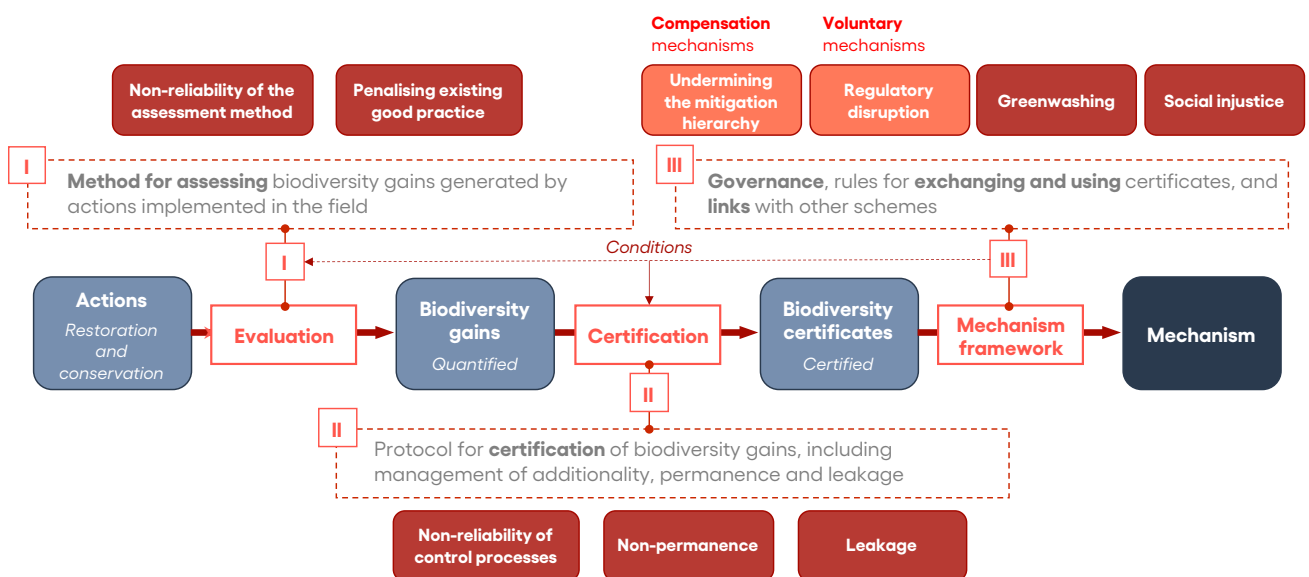 Compensation
mechanisms
Voluntary
mechanisms
Non-reliability of the
assessment method
Penalising existing
good practice
Undermining
the mitigation
hierarchy
Regulatory
disruption
Greenwashing
Social injustice
I
Method for assessing biodiversity gains generated by
actions implemented in the field
III
Governance, rules for exchanging and using certificates, and
links with other schemes
Conditions
I
III
Actions
Restoration
and
conservation
Evaluation
Biodiversity
gains
Quantified
Certification
Biodiversity
certificates
Certified
Mechanism
framework
Mechanism
II
II
Protocol for certification of biodiversity gains, including
management of additionality, permanence and leakage
Non-reliability of
control processes
Non-permanence
Leakage